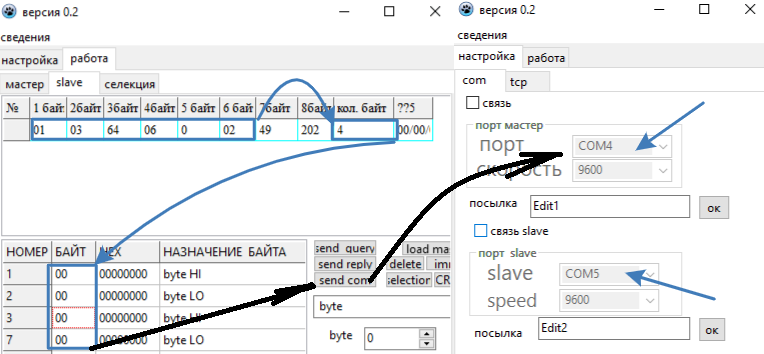 версия 0.2
сведения
настройка работа
мастер slave селекция
№ 1 байт 2байт 3байт 4байт 5 байт 6 байт 7байт 8байт кол. байт ??5
01 03 64 06 0 02 49 202 4 00/00/
НОМЕР БАЙТ HEX НАЗНАЧЕНИЕ БАЙТА
1 00 00000000 byte HI
2 00 00000000 byte LO
3 00 00000000 byte HI
7 00 00000000 byte LO
send query load ma
send reply delete im
send com selection CR
byte
byte 0
версия 0.2
сведения
настройка работа
com tcp
связь
порт мастер
порт COM4
скорость 9600
посылка Edit1 ок
связь slave
порт slave
slave COM5
speed 9600
посылка Edit2 ок